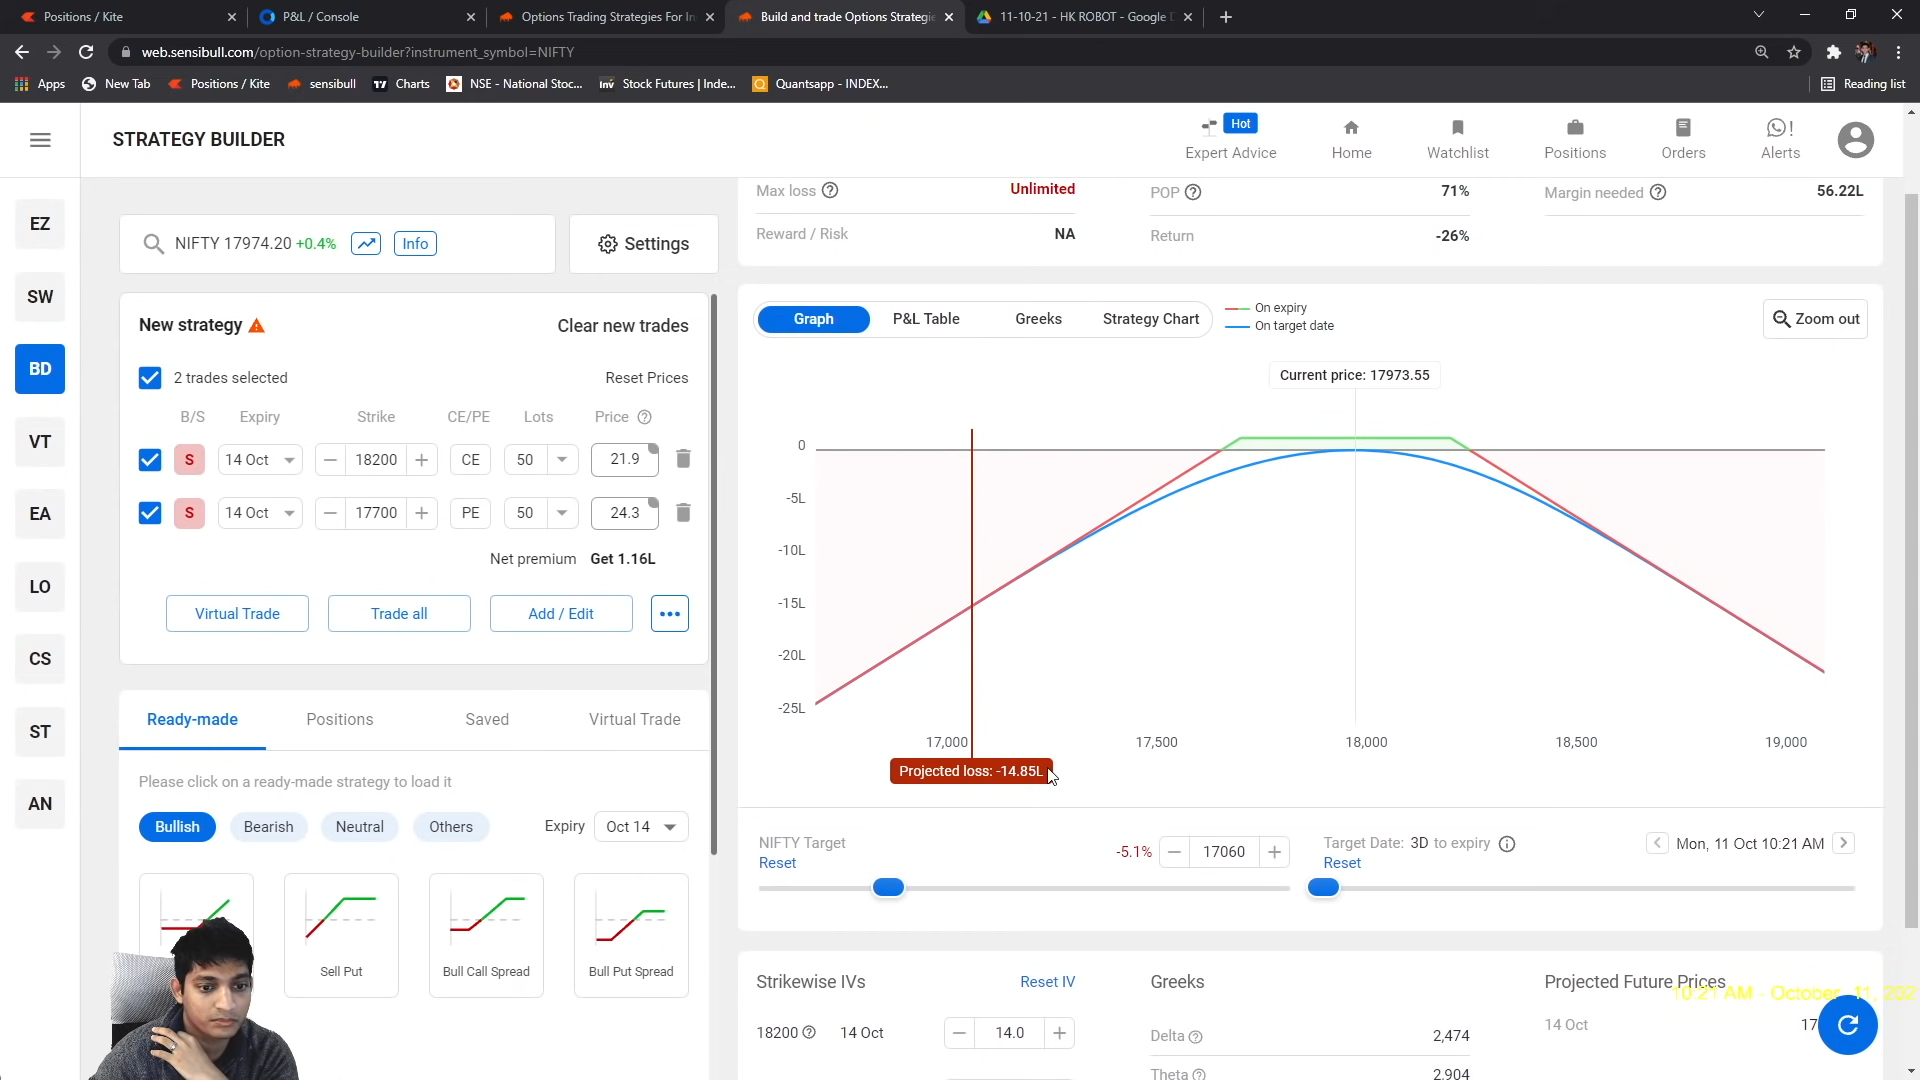 Positions / Kite
P&L / Console
Options Trading Strategies For In
Build and trade Options Strategie
11-10-21 - HK ROBOT - Google D
web.sensibull.com/option-strategy-builder?instrument_symbol=NIFTY
Apps
New Tab
Positions / Kite
sensibull
Charts
NSE - National Stoc...
Stock Futures | Inde...
Quantsapp - INDEX...
Reading list
STRATEGY BUILDER
Hot
Expert Advice
Home
Watchlist
Positions
Orders
Alerts
EZ
SW
BD
VT
EA
LO
CS
ST
AN
NIFTY 17974.20 +0.4%
Info
Settings
Max loss
Unlimited
POP
71%
Margin needed
56.22L
Reward / Risk
NA
Return
-26%
New strategy
Clear new trades
2 trades selected
Reset Prices
B/S Expiry Strike CE/PE Lots Price
S 14 Oct 18200 CE 50 21.9
S 14 Oct 17700 PE 50 24.3
Net premium Get 1.16L
Virtual Trade
Trade all
Add / Edit
Ready-made
Positions
Saved
Virtual Trade
Please click on a ready-made strategy to load it
Bullish
Bearish
Neutral
Others
Expiry
Oct 14
Sell Put
Bull Call Spread
Bull Put Spread
Graph
P&L Table
Greeks
Strategy Chart
On expiry
On target date
Zoom out
Current price: 17973.55
0
-5L
-10L
-15L
-20L
-25L
17,000
17,500
18,000
18,500
19,000
Projected loss: -14.85L
NIFTY Target
Reset
-5.1%
17060
Target Date: 3D to expiry
Reset
Mon, 11 Oct 10:21 AM
Strikewise IVs
Reset IV
18200 14 Oct 14.0
Greeks
Delta 2,474
Theta 2,904
Projected Future Prices
14 Oct
10:21 AM - October 11, 202